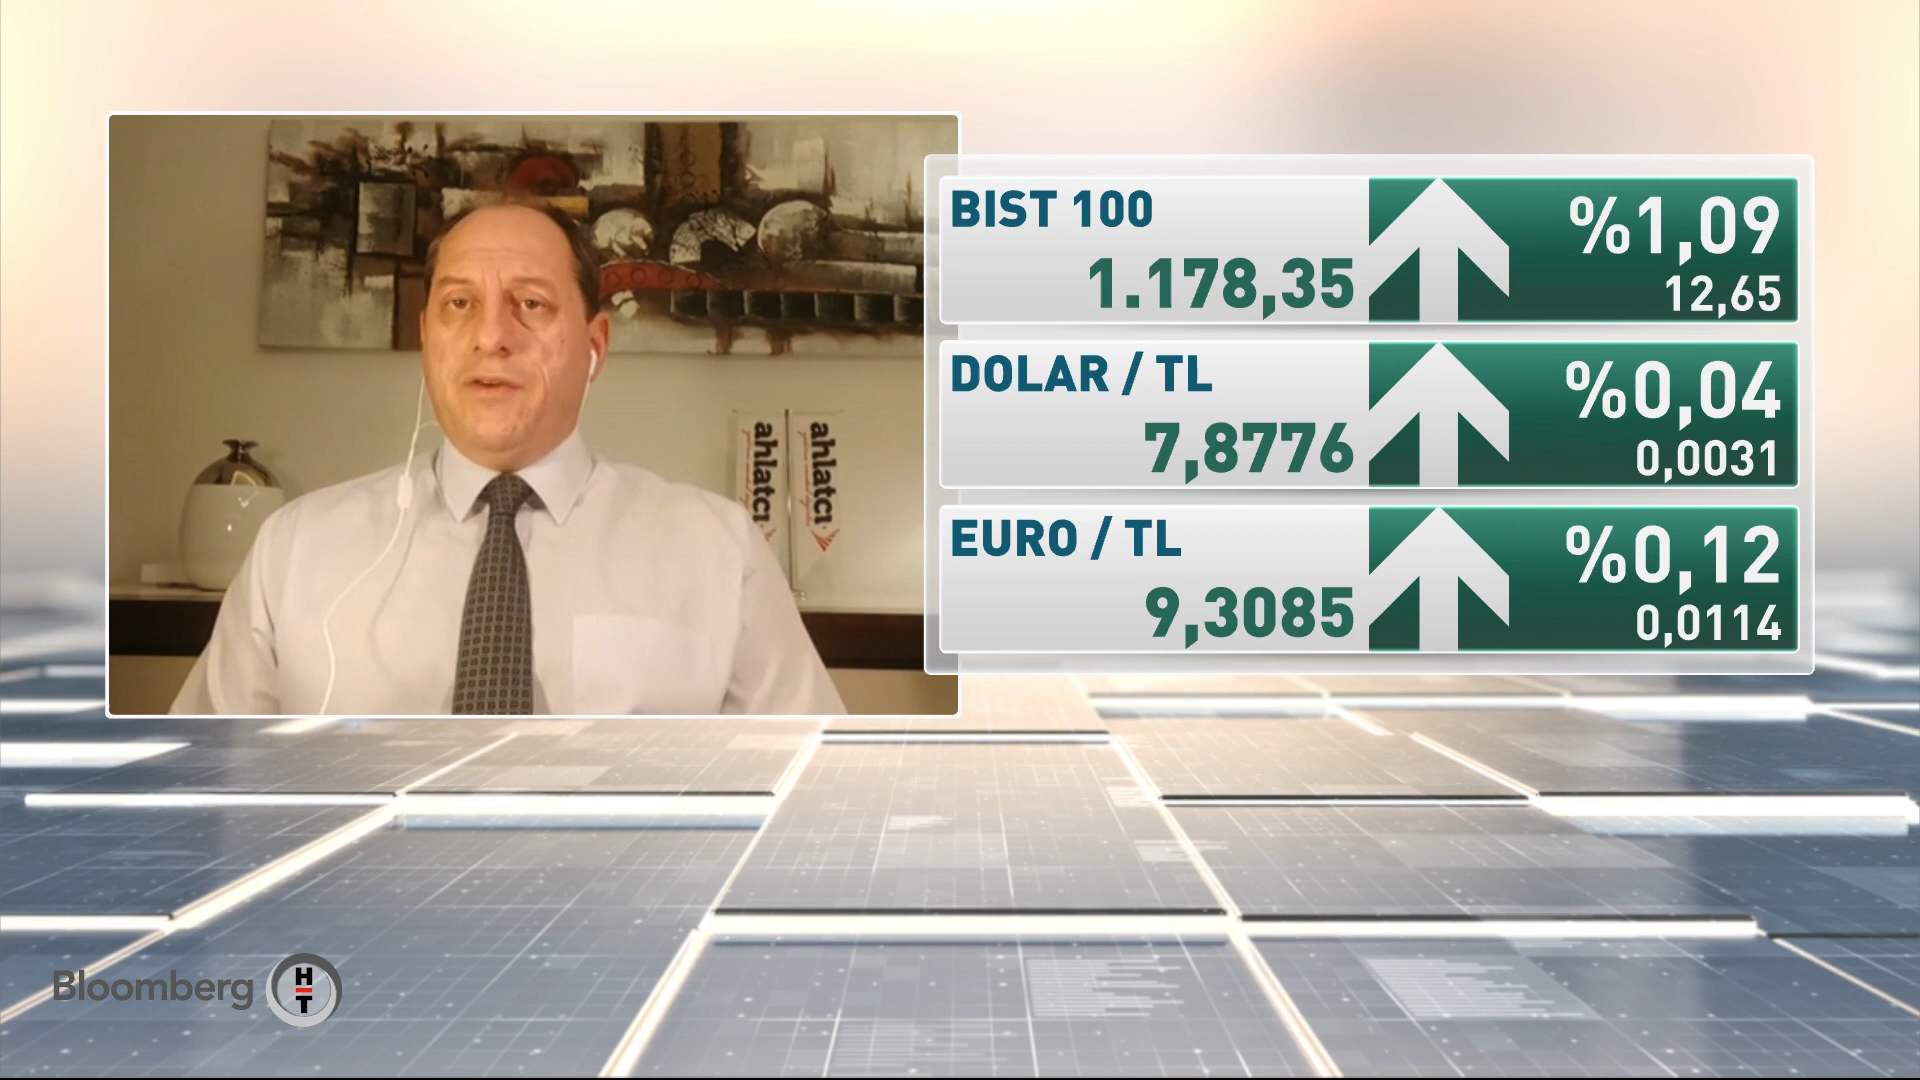 BIST 100
1.178,35
%1,09
12,65
DOLAR / TL
7,8776
%0,04
0,0031
EURO / TL
9,3085
%0,12
0,0114
ahlatcı
ahlatcı
Bloomberg HT